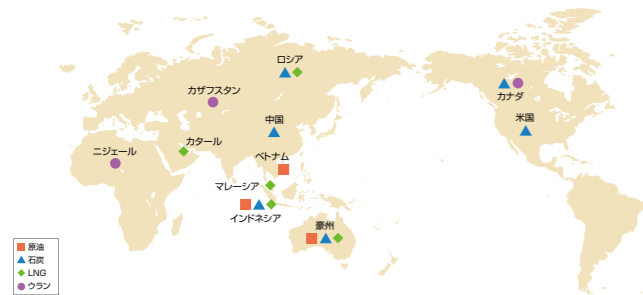 ロシア
カザフスタン
カナダ
中国
米国
ニジェール
カタール
ベトナム
マレーシア
インドネシア
豪州
原油
石炭
LNG
ウラン